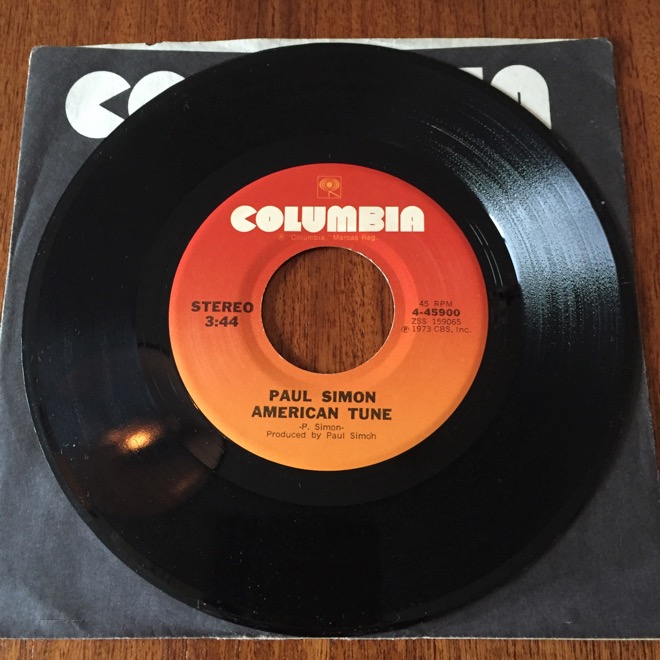 COLUMBIA
® "Columbia," Marcas Reg.
STEREO
3:44
45 RPM
4-45900
ZSS 159065
℗ 1973 CBS, Inc.
PAUL SIMON
AMERICAN TUNE
-P. Simon-
Produced by Paul Simon